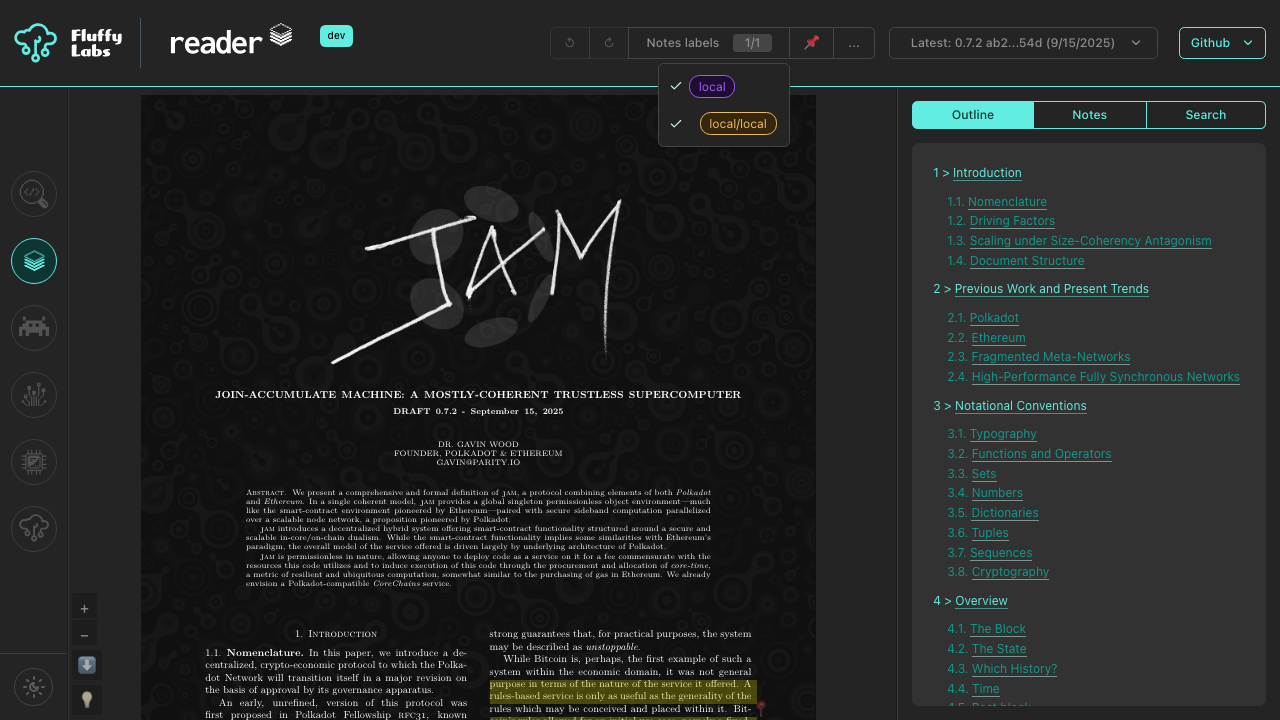 Fluffy
Labs
reader
dev
Notes labels 1/1
...
Latest: 0.7.2 ab2...54d (9/15/2025)
Github
local
local/local
JAM
JOIN-ACCUMULATE MACHINE: A MOSTLY-COHERENT TRUSTLESS SUPERCOMPUTER
DRAFT 0.7.2 - September 15, 2025
DR. GAVIN WOOD
FOUNDER, POLKADOT & ETHEREUM
GAVIN@PARITY.IO
Abstract. We present a comprehensive and formal definition of JAM, a protocol combining elements of both Polkadot
and Ethereum. In a single coherent model, JAM provides a global singleton permissionless object environment—much
like the smart-contract environment pioneered by Ethereum—paired with secure sideband computation parallelized
over a scalable node network, a proposition pioneered by Polkadot.
JAM introduces a decentralized hybrid system offering smart-contract functionality structured around a secure and
scalable in-core/on-chain dualism. While the smart-contract functionality implies some similarities with Ethereum's
paradigm, the overall model of the service offered is driven largely by underlying architecture of Polkadot.
JAM is permissionless in nature, allowing anyone to deploy code as a service on it for a fee commensurate with the
resources this code utilizes and to induce execution of this code through the procurement and allocation of core-time,
a metric of resilient and ubiquitous computation, somewhat similar to the purchasing of gas in Ethereum. We already
envision a Polkadot-compatible CoreChains service.
1. Introduction
1.1. Nomenclature. In this paper, we introduce a de-
centralized, crypto-economic protocol to which the Polka-
dot Network will transition itself in a major revision on
the basis of approval by its governance apparatus.
An early, unrefined, version of this protocol was
first proposed in Polkadot Fellowship RFC31, known
strong guarantees that, for practical purposes, the system
may be described as unstoppable.
While Bitcoin is, perhaps, the first example of such a
system within the economic domain, it was not general
purpose in terms of the nature of the service it offered. A
rules-based service is only as useful as the generality of the
rules which may be conceived and placed within it. Bit-
+
−
Outline
Notes
Search
1 > Introduction
1.1. Nomenclature
1.2. Driving Factors
1.3. Scaling under Size-Coherency Antagonism
1.4. Document Structure
2 > Previous Work and Present Trends
2.1. Polkadot
2.2. Ethereum
2.3. Fragmented Meta-Networks
2.4. High-Performance Fully Synchronous Networks
3 > Notational Conventions
3.1. Typography
3.2. Functions and Operators
3.3. Sets
3.4. Numbers
3.5. Dictionaries
3.6. Tuples
3.7. Sequences
3.8. Cryptography
4 > Overview
4.1. The Block
4.2. The State
4.3. Which History?
4.4. Time